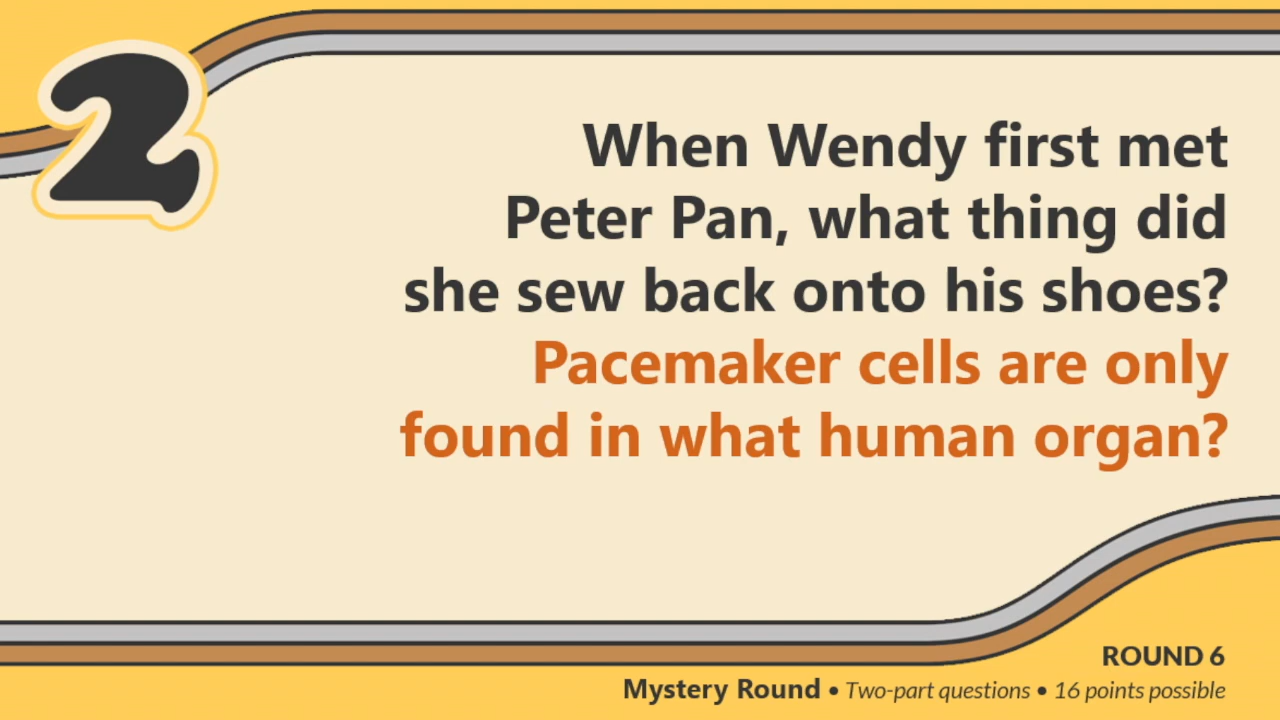 2
When Wendy first met
Peter Pan, what thing did
she sew back onto his shoes?
Pacemaker cells are only
found in what human organ?
ROUND 6
Mystery Round • Two-part questions • 16 points possible